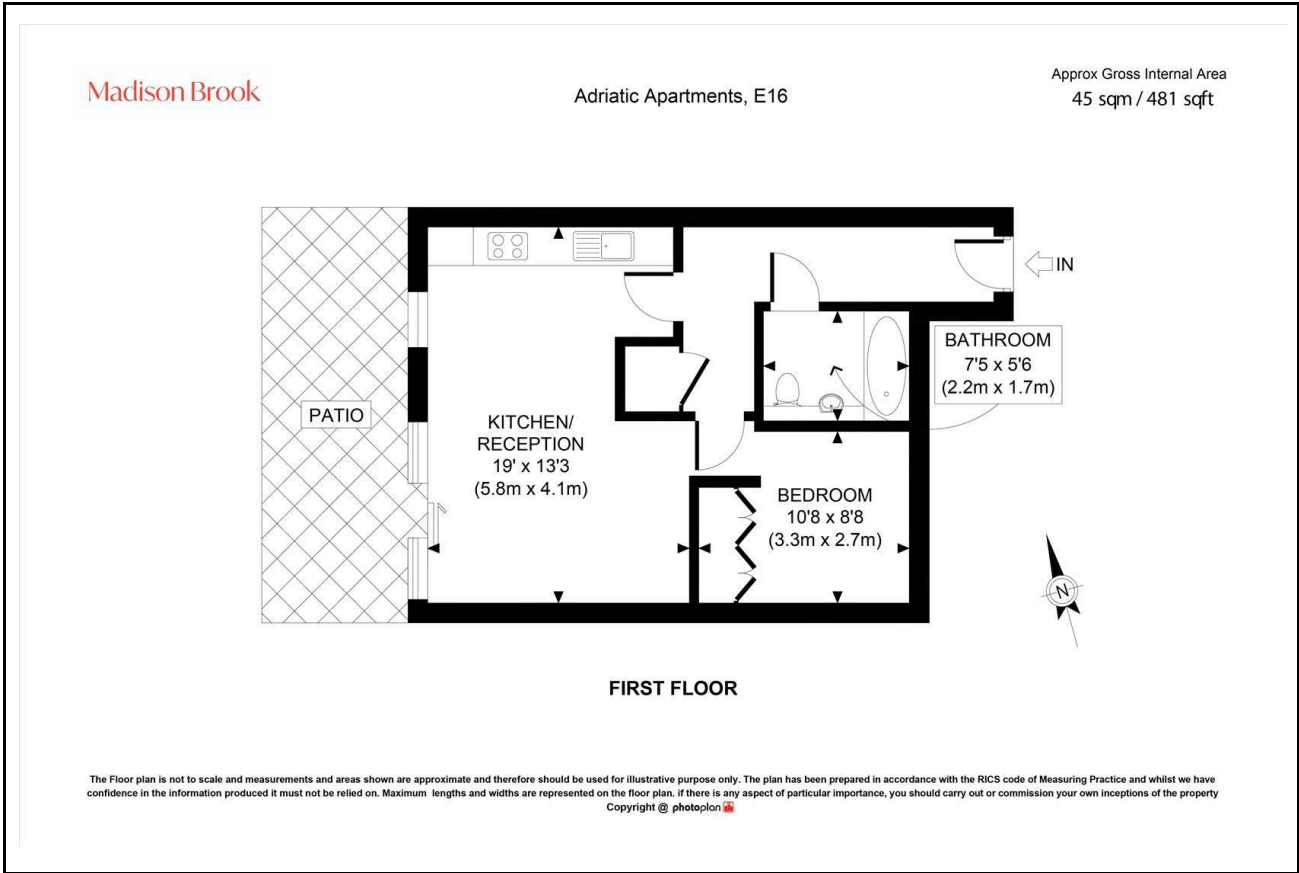 Madison Brook
Adriatic Apartments, E16
Approx Gross Internal Area
45 sqm / 481 sqft
IN
BATHROOM
7'5 x 5'6
(2.2m x 1.7m)
PATIO
KITCHEN/
RECEPTION
19' x 13'3
(5.8m x 4.1m)
BEDROOM
10'8 x 8'8
(3.3m x 2.7m)
N
FIRST FLOOR
The Floor plan is not to scale and measurements and areas shown are approximate and therefore should be used for illustrative purpose only. The plan has been prepared in accordance with the RICS code of Measuring Practice and whilst we have
confidence in the information produced it must not be relied on. Maximum lengths and widths are represented on the floor plan. if there is any aspect of particular importance, you should carry out or commission your own inceptions of the property
Copyright @ photoplan